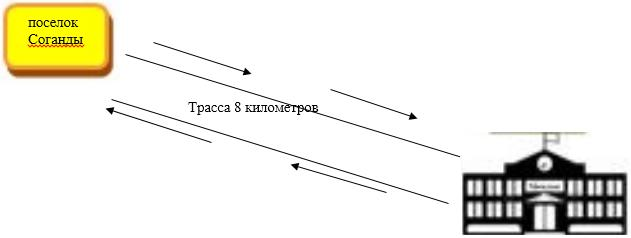 поселок
Соганды
Трасса 8 километров